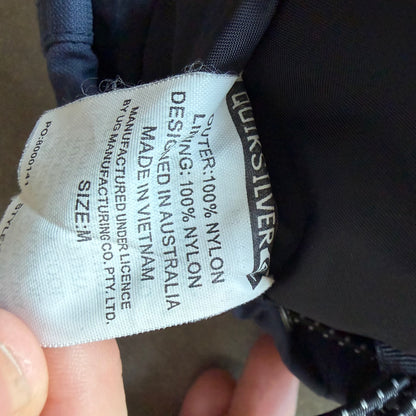 QUIKSILVER
OUTER:100% NYLON
LINING: 100% NYLON
DESIGNED IN AUSTRALIA
MADE IN VIETNAM
MANUFACTURED UNDER LICENCE
BY UG MANUFACTURING CO. PTY. LTD.
SIZE:M
STYLE